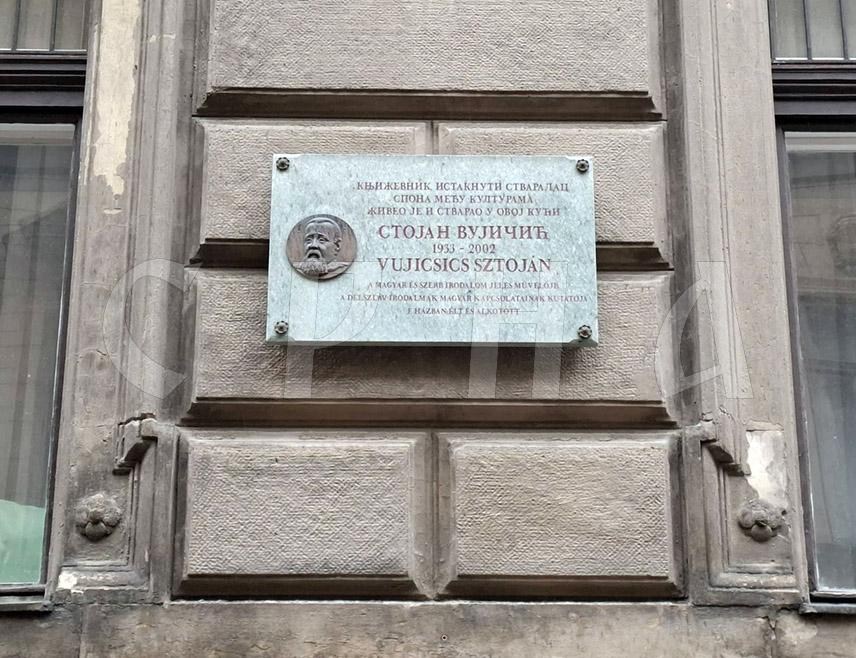 КЊИЖЕВНИК, ИСТАКНУТИ СТВАРАЛАЦ
СПОНА МЕЂУ КУЛТУРАМА
ЖИВЕО ЈЕ И СТВАРАО У ОВОЈ КУЋИ
СТОЈАН ВУЈИЧИЋ
1933 - 2002
VUJICSICS SZTOJÁN
A MAGYAR ÉS SZERB IRODALOM JELES MŰVELŐJE
A DÉLSZLÁV IRODALMAK MAGYAR KAPCSOLATAINAK KUTATÓJA
E HÁZBAN ÉLT ÉS ALKOTOTT
СРНА